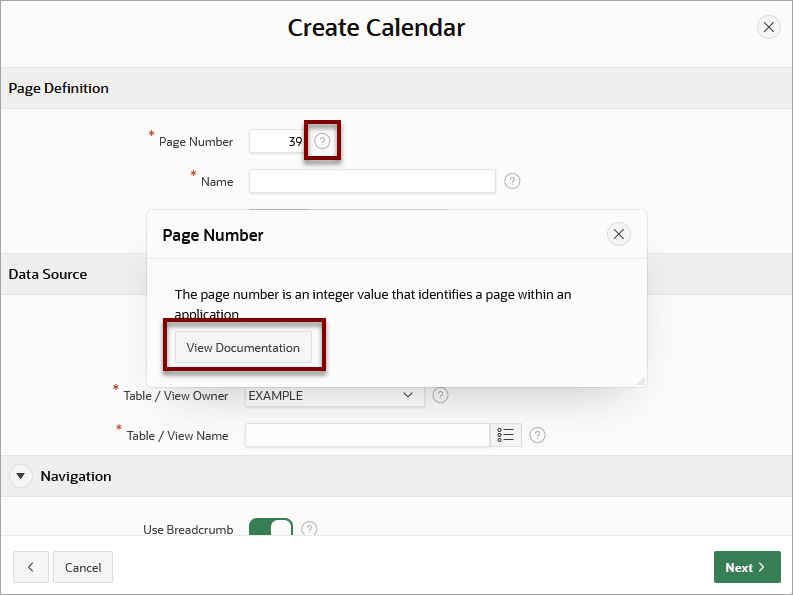 Create Calendar
Page Definition
* Page Number 39 ?
* Name ?
Page Number
Data Source
The page number is an integer value that identifies a page within an
application
View Documentation
* Table / View Owner EXAMPLE ?
* Table / View Name ?
Navigation
Use Breadcrumb ?
Cancel
Next